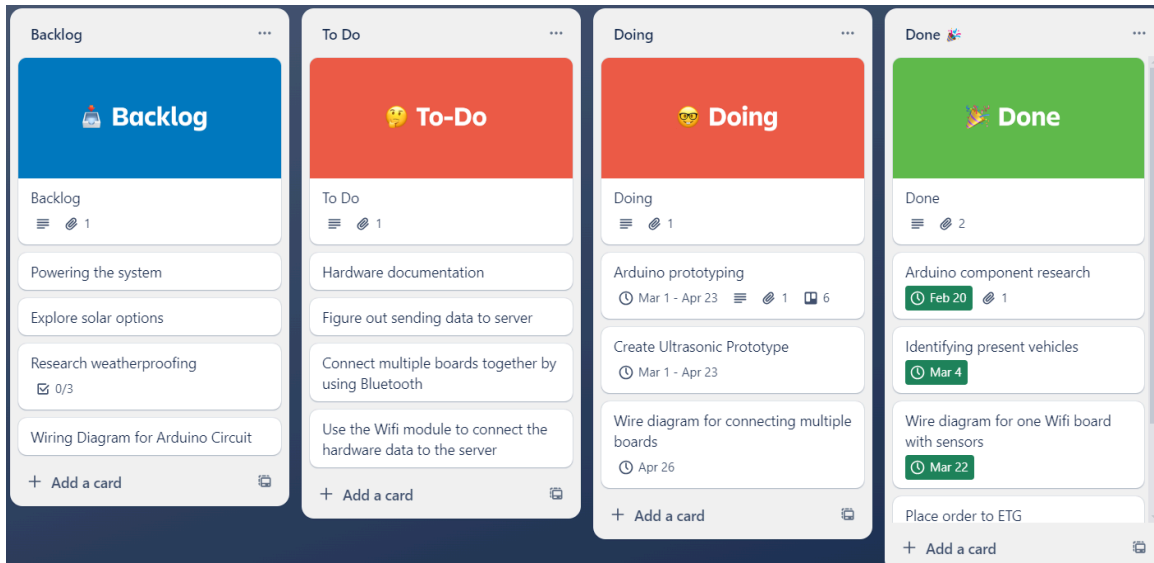 Backlog
Backlog
Backlog
1
Powering the system
Explore solar options
Research weatherproofing
0/3
Wiring Diagram for Arduino Circuit
+ Add a card
To Do
To-Do
To Do
1
Hardware documentation
Figure out sending data to server
Connect multiple boards together by
using Bluetooth
Use the Wifi module to connect the
hardware data to the server
+ Add a card
Doing
Doing
Doing
1
Arduino prototyping
Mar 1 - Apr 23 1 6
Create Ultrasonic Prototype
Mar 1 - Apr 23
Wire diagram for connecting multiple
boards
Apr 26
+ Add a card
Done 🎉
Done
Done
2
Arduino component research
Feb 20 1
Identifying present vehicles
Mar 4
Wire diagram for one Wifi board
with sensors
Mar 22
Place order to ETG
+ Add a card